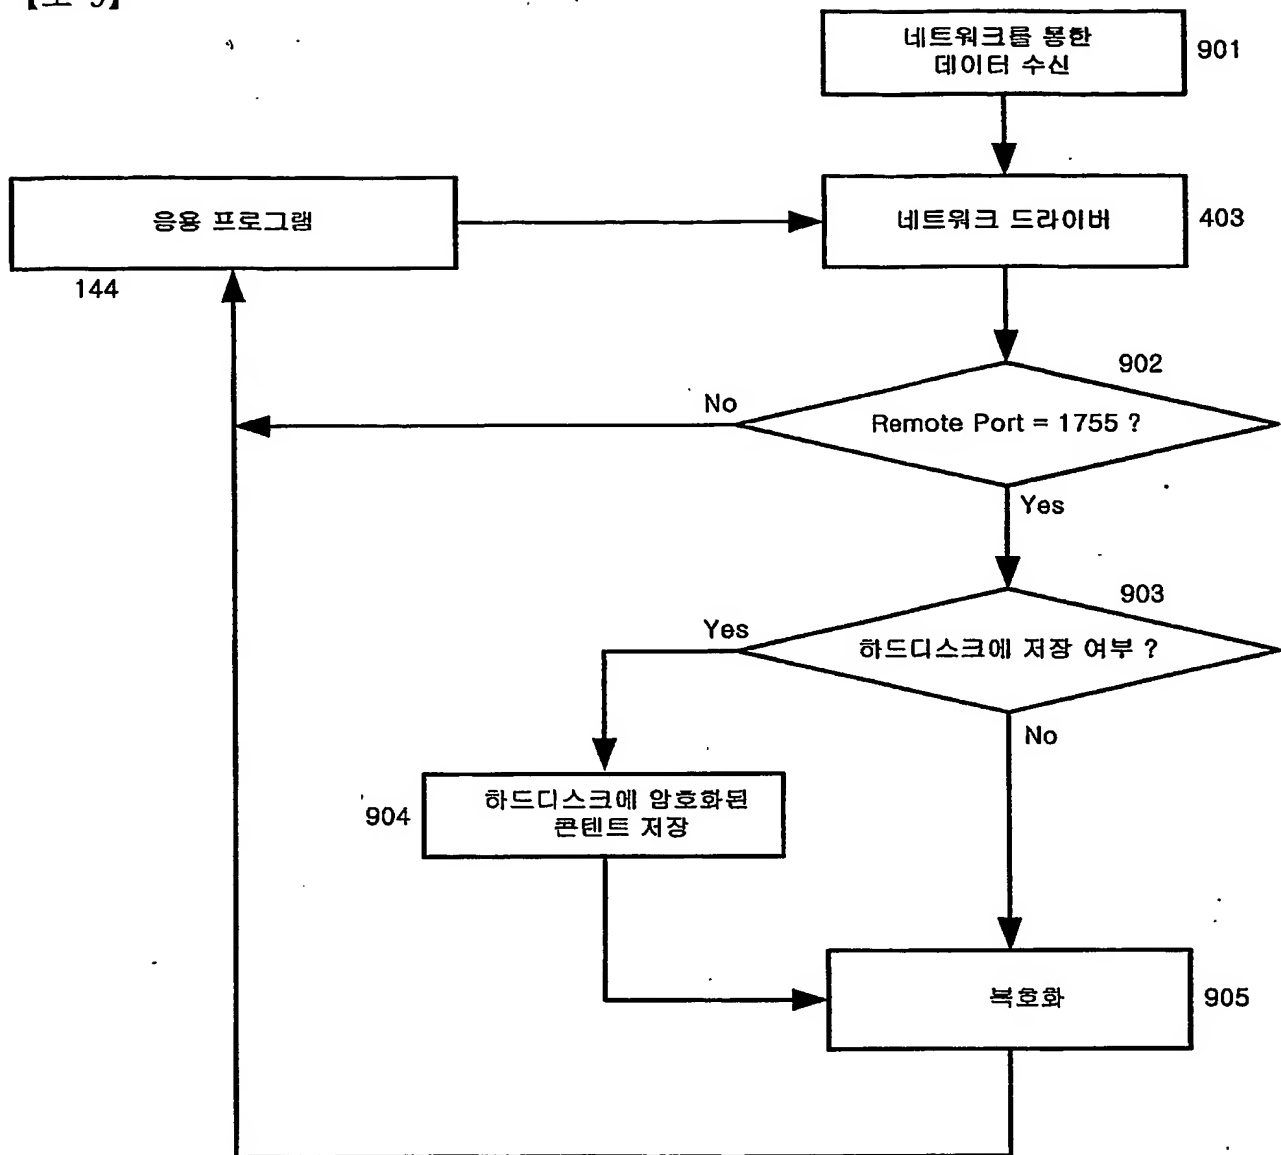 【도 9】
네트워크를 통한
데이터 수신
901
응용 프로그램
144
네트워크 드라이버
403
902
No
Remote Port = 1755 ?
Yes
903
Yes
하드디스크에 저장 여부 ?
No
904
하드디스크에 암호화된
콘텐트 저장
복호화
905